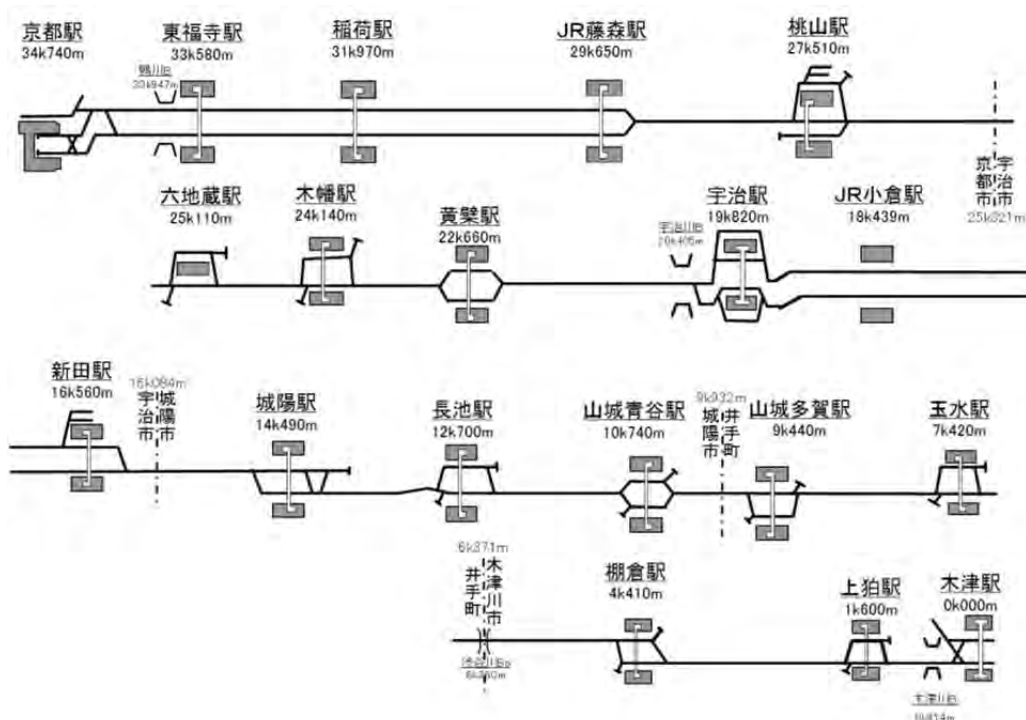 京都駅
34k740m
東福寺駅
33k580m
稲荷駅
31k970m
JR藤森駅
29k650m
桃山駅
27k510m
鴨川B
33k947m
京都市
宇治市
六地蔵駅
25k110m
木幡駅
24k140m
黄檗駅
22k660m
宇治川B
宇治駅
19k820m
JR小倉駅
18k439m
新田駅
16k560m
16k084m
宇治市
城陽市
城陽駅
14k490m
長池駅
12k700m
山城青谷駅
10k740m
9k932m
城陽市
井手町
山城多賀駅
9k440m
玉水駅
7k420m
6k371m
井手町
木津川市
棚倉駅
4k410m
上狛駅
1k600m
木津駅
0k000m
木津川B